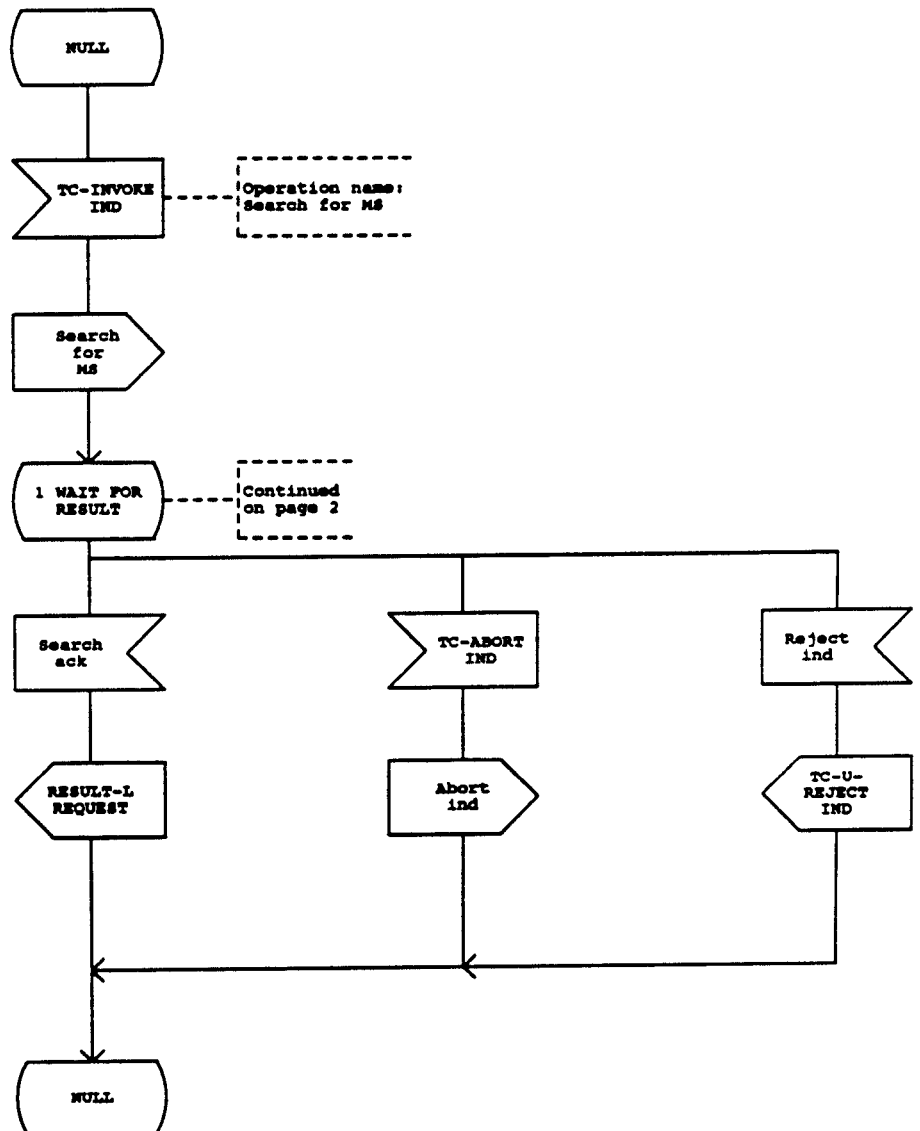 NULL
TC-INVOKE
IND
Operation name:
Search for MS
Search
for
MS
1 WAIT FOR
RESULT
Continued
on page 2
Search
ack
TC-ABORT
IND
Reject
ind
RESULT-L
REQUEST
Abort
ind
TC-U-
REJECT
IND
NULL